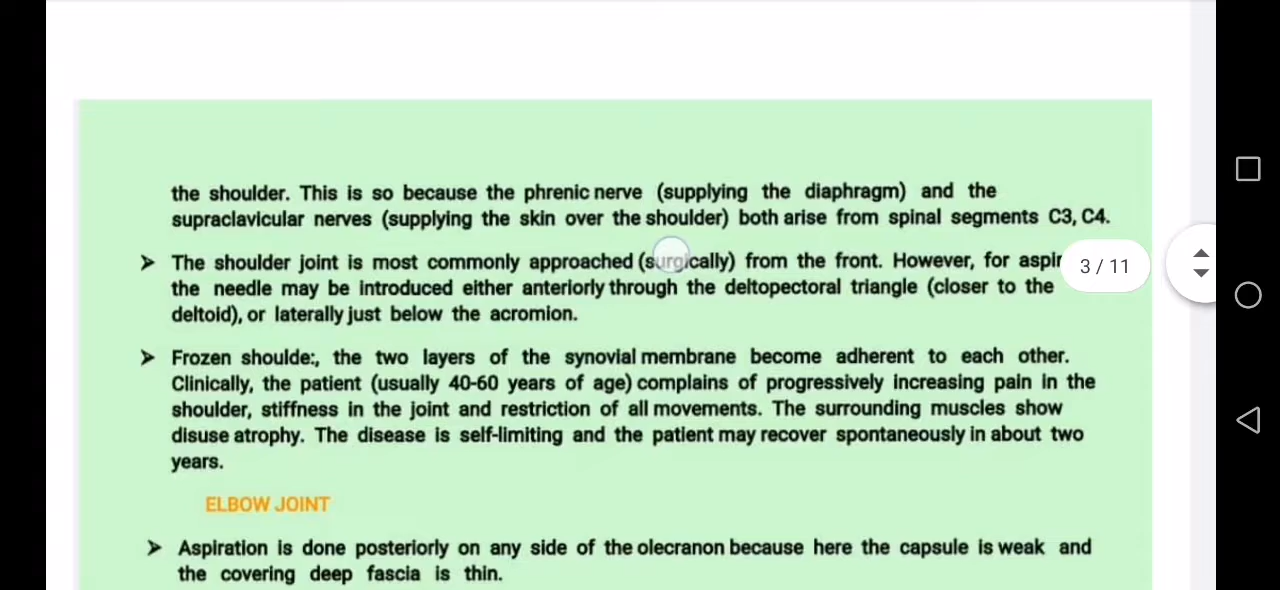 the shoulder. This is so because the phrenic nerve (supplying the diaphragm) and the
supraclavicular nerves (supplying the skin over the shoulder) both arise from spinal segments C3, C4.
➤ The shoulder joint is most commonly approached (surgically) from the front. However, for
3 / 11
the needle may be introduced either anteriorly through the deltopectoral triangle (closer to the
deltoid), or laterally just below the acromion.
➤ Frozen shoulde:, the two layers of the synovial membrane become adherent to each other.
Clinically, the patient (usually 40-60 years of age) complains of progressively increasing pain in the
shoulder, stiffness in the joint and restriction of all movements. The surrounding muscles show
disuse atrophy. The disease is self-limiting and the patient may recover spontaneously in about two
years.
ELBOW JOINT
➤ Aspiration is done posteriorly on any side of the olecranon because here the capsule is weak and
the covering deep fascia is thin.